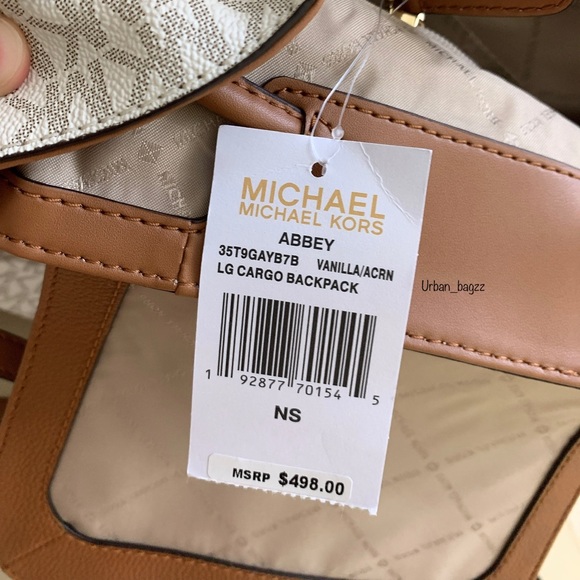 MICHAEL
MICHAEL KORS
ABBEY
35T9GAYB7B VANILLA/ACRN
LG CARGO BACKPACK
1 92877 70154 5
NS
MSRP $498.00
Urban_bagzz